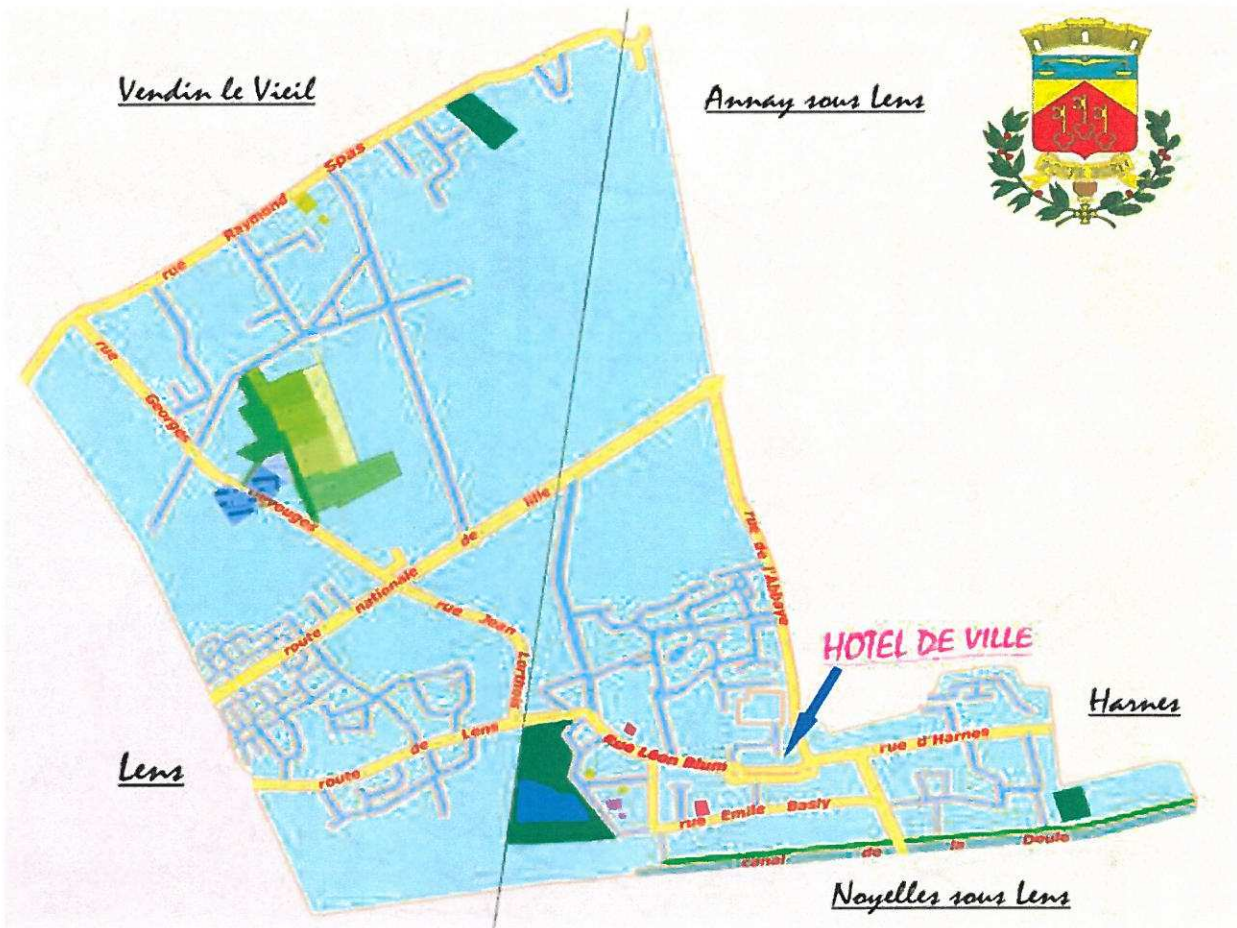 Vendin le Vieil
Annay sous Lens
rue Raymond Spas
rue Georges
route nationale de lille
rue Jean
rue de l'Abbaye
HOTEL DE VILLE
Harnes
Lens
route de Lens
Rue Léon Blum
rue d'Harnes
rue Emile Basly
canal de la Deule
Noyelles sous Lens